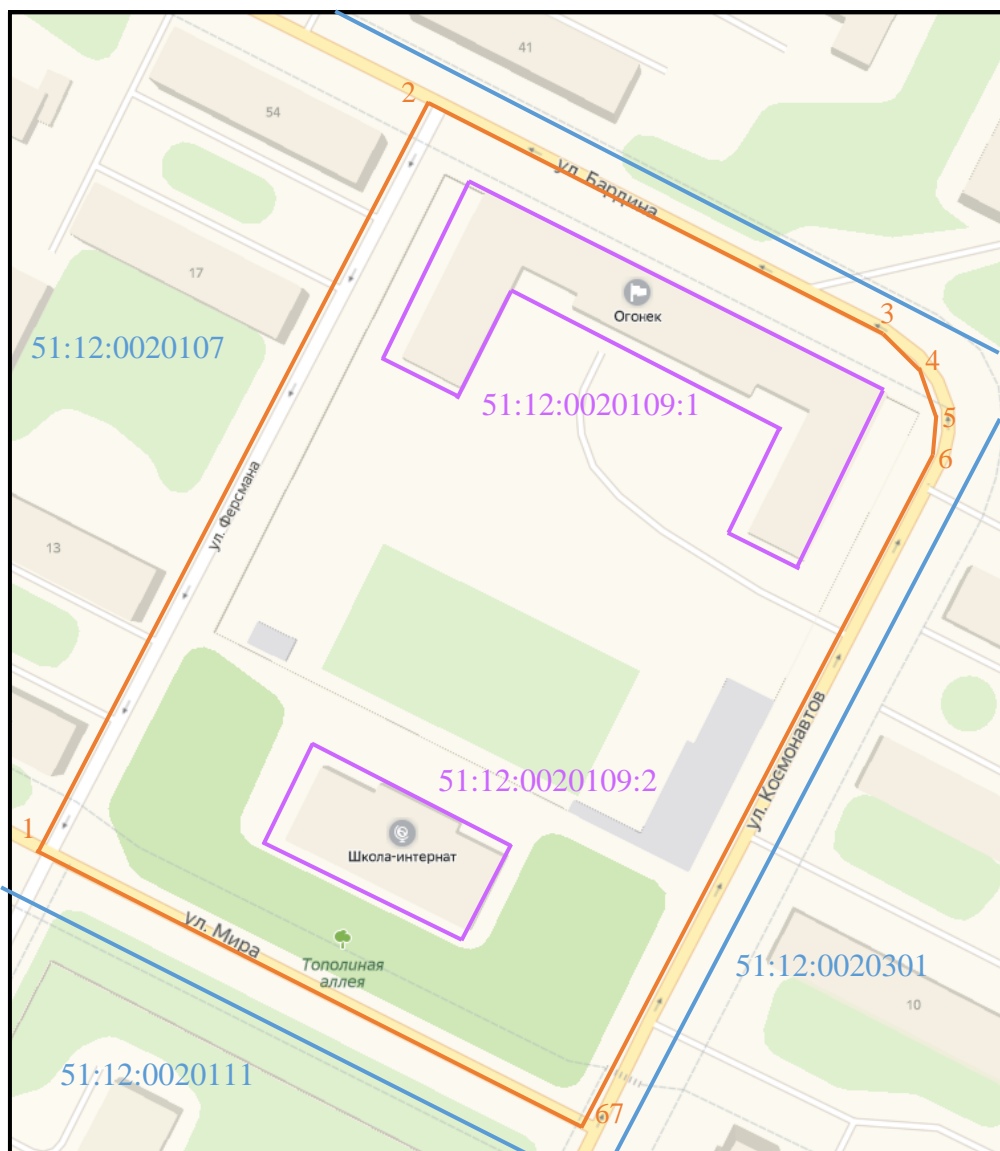 41
2
54
ул. Бардина
17
Огонек
3
51:12:0020107
4
51:12:0020109:1
5
6
ул. Ферсмана
13
ул. Космонавтов
51:12:0020109:2
1
Школа-интернат
ул. Мира
Тополиная
аллея
51:12:0020301
10
51:12:0020111
67